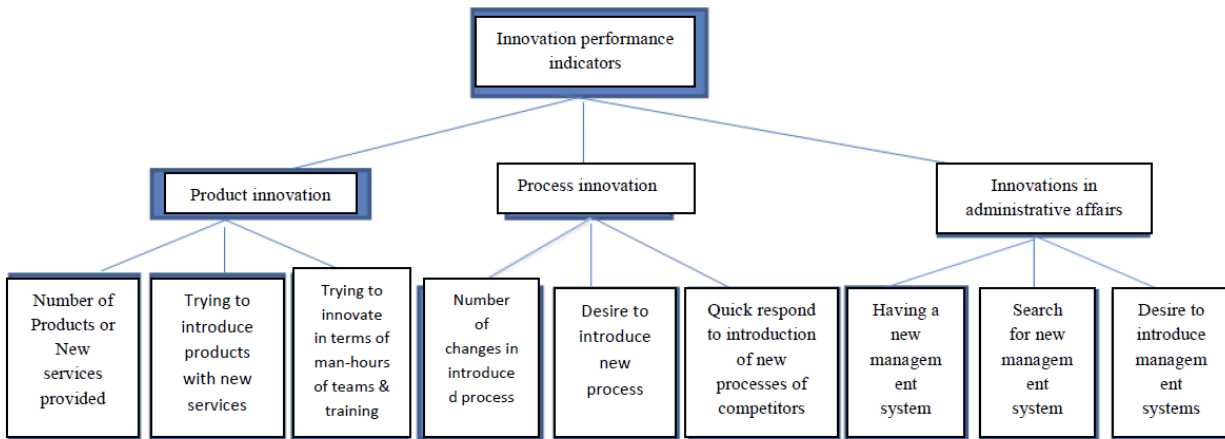 Innovation performance
indicators
Product innovation
Process innovation
Innovations in
administrative affairs
Number of
Products or
New
services
provided
Trying to
introduce
products
with new
services
Trying to
innovate
in terms of
man-hours
of teams &
training
Number
of
changes in
introduce
d process
Desire to
introduce
new
process
Quick respond
to introduction
of new
processes of
competitors
Having a
new
managem
ent
system
Search
for new
managem
ent
system
Desire to
introduce
managem
ent
systems